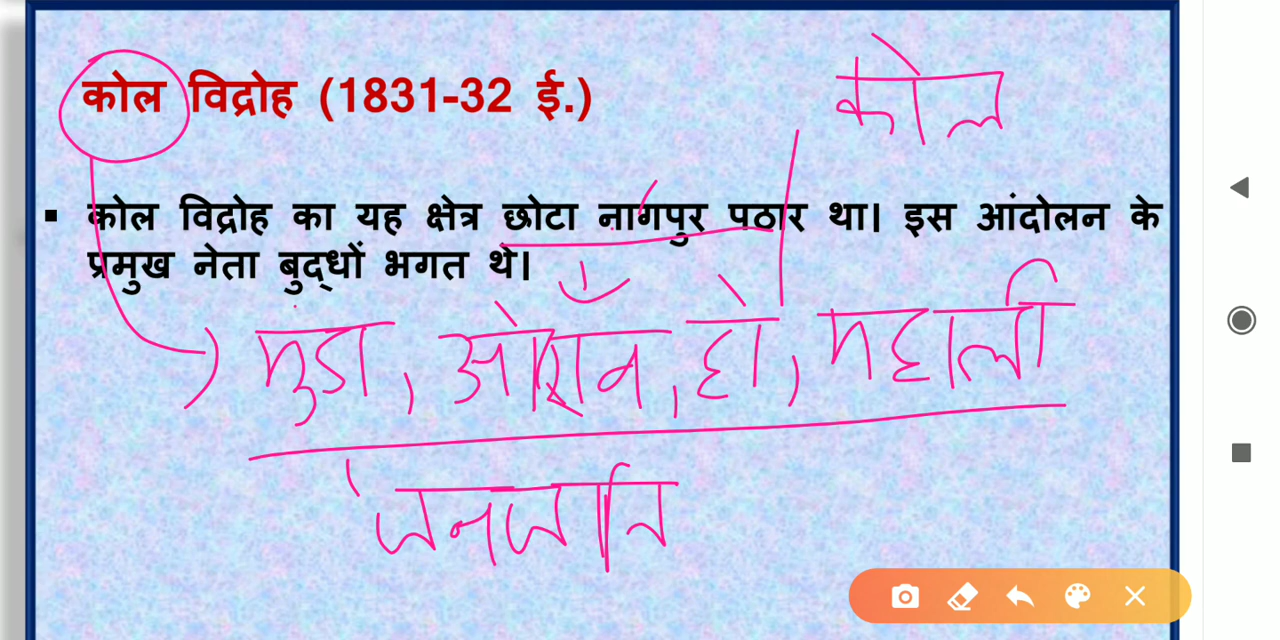 कोल विद्रोह (1831-32 ई.)
कोल
कोल विद्रोह का यह क्षेत्र छोटा नागपुर पठार था। इस आंदोलन के
प्रमुख नेता बुद्धों भगत थे।
मुंडा, ओराँव, हो, महाली
जनजाति